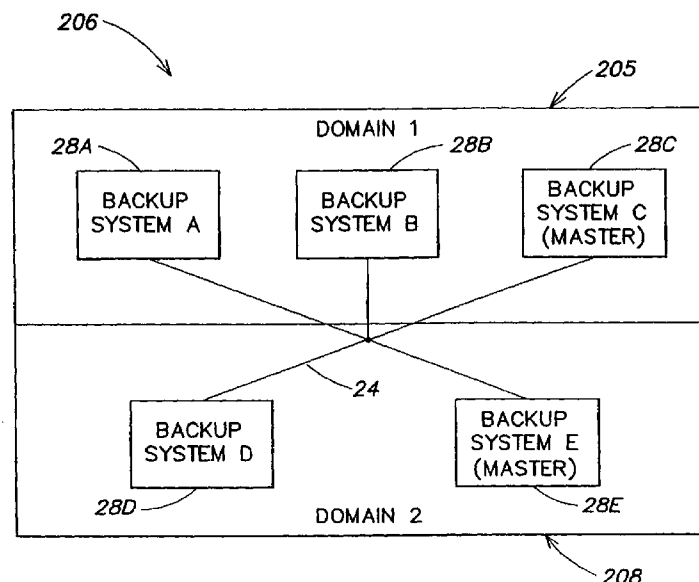 206
205
DOMAIN 1
28A
28B
28C
BACKUP
SYSTEM A
BACKUP
SYSTEM B
BACKUP
SYSTEM C
(MASTER)
24
BACKUP
SYSTEM D
BACKUP
SYSTEM E
(MASTER)
28D
28E
DOMAIN 2
208